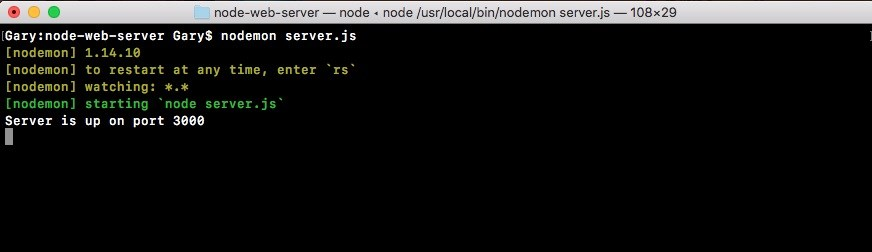 node-web-server — node ◂ node /usr/local/bin/nodemon server.js — 108×29
[Gary:node-web-server Gary$ nodemon server.js ]
[nodemon] 1.14.10
[nodemon] to restart at any time, enter `rs`
[nodemon] watching: *.*
[nodemon] starting `node server.js`
Server is up on port 3000